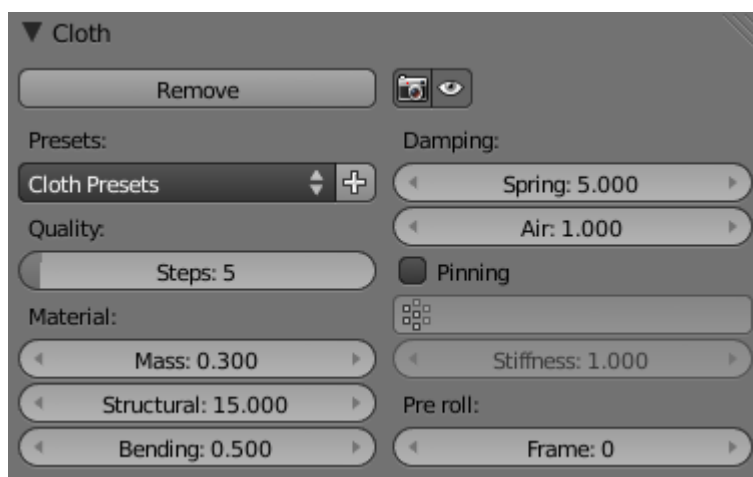 Cloth
Remove
Presets:
Cloth Presets
Quality:
Steps: 5
Material:
Mass: 0.300
Structural: 15.000
Bending: 0.500
Damping:
Spring: 5.000
Air: 1.000
Pinning
Stiffness: 1.000
Pre roll:
Frame: 0